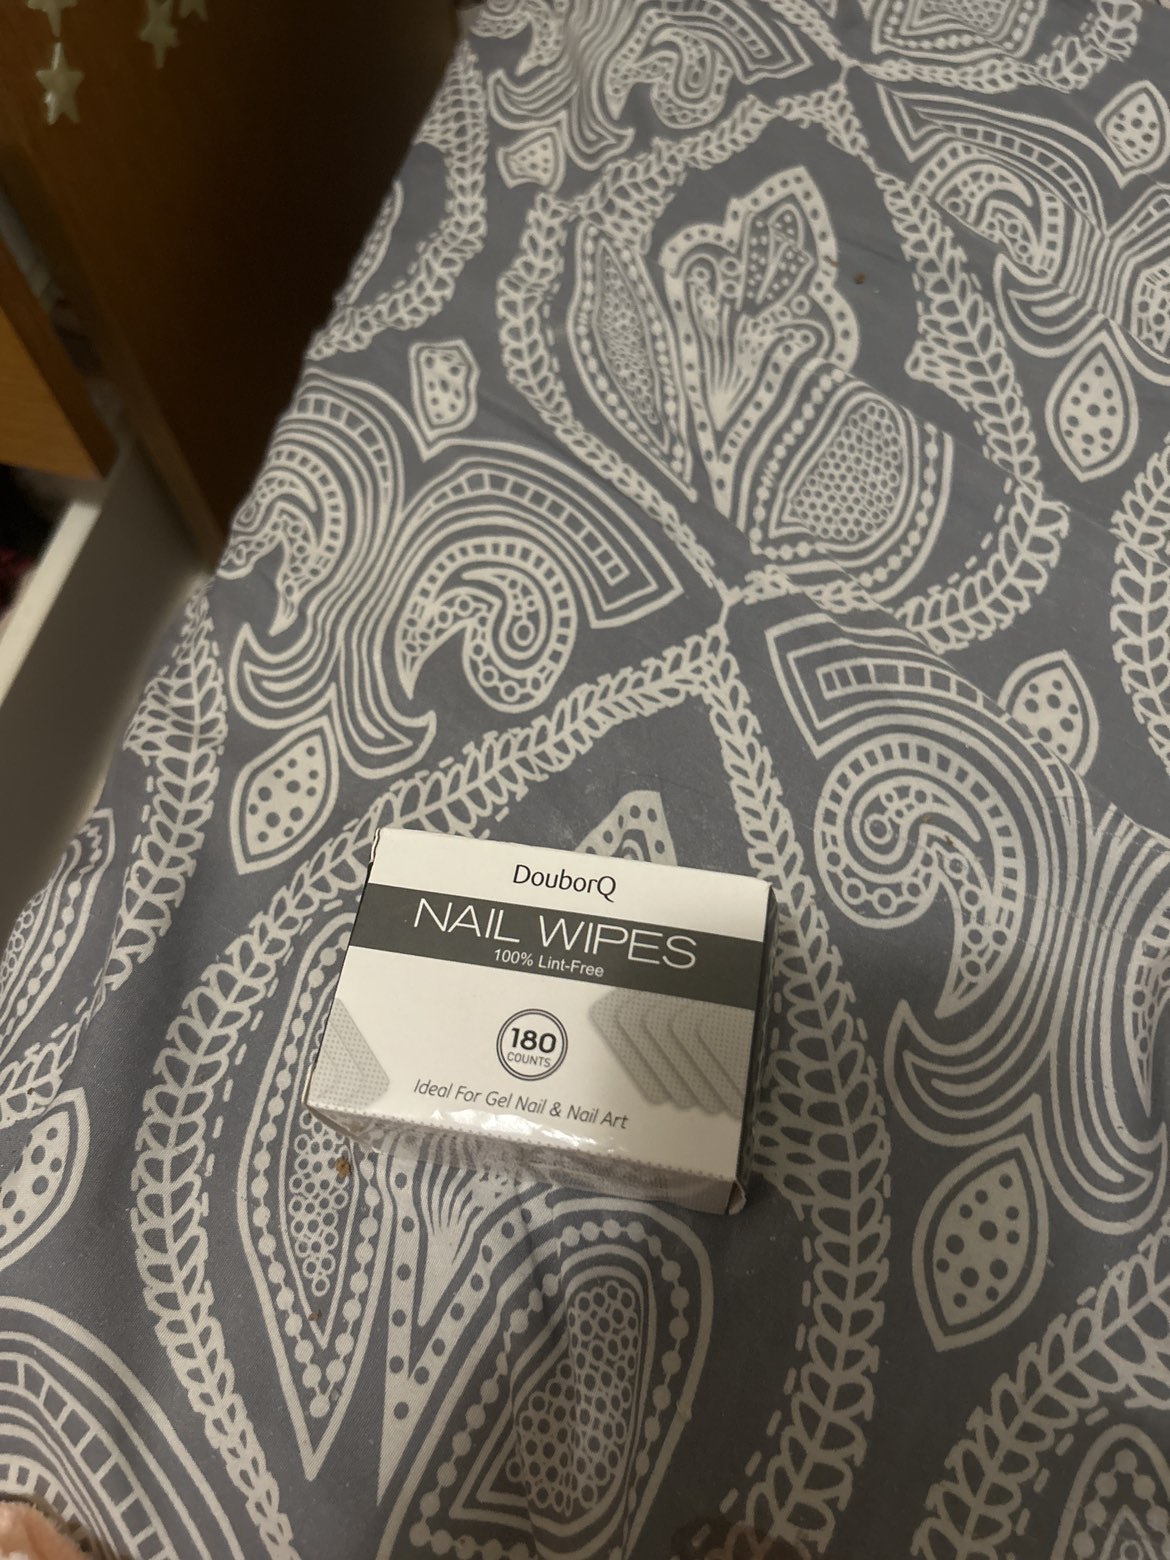 DouborQ
NAIL WIPES
100% Lint-Free
180
COUNTS
Ideal For Gel Nail & Nail Art